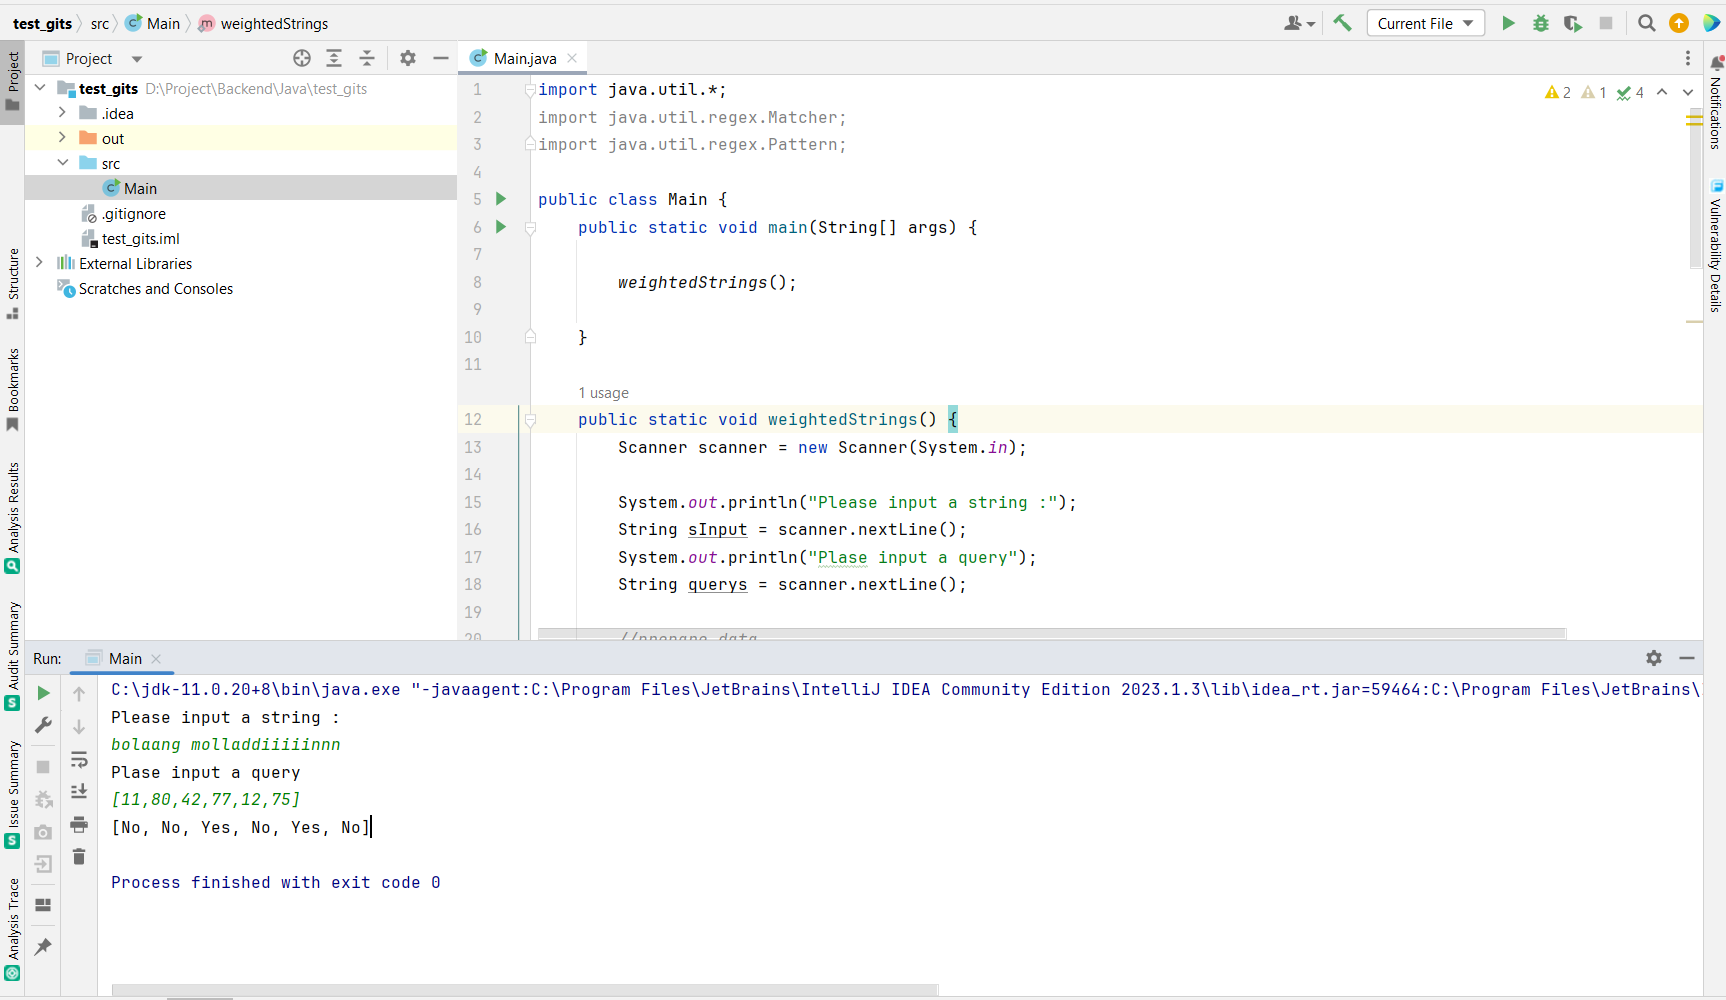 test_gits src Main weightedStrings Current File
Project Main.java
test_gits D:\Project\Backend\Java\test_gits
.idea
out
src
Main
.gitignore
test_gits.iml
External Libraries
Scratches and Consoles
Project
Structure
Bookmarks
Analysis Results
Audit Summary
Issue Summary
Analysis Trace
1 import java.util.*;
2 import java.util.regex.Matcher;
3 import java.util.regex.Pattern;
4
5 public class Main {
6 public static void main(String[] args) {
7
8 weightedStrings();
9
10 }
11
1 usage
12 public static void weightedStrings() {
13 Scanner scanner = new Scanner(System.in);
14
15 System.out.println("Please input a string :");
16 String sInput = scanner.nextLine();
17 System.out.println("Plase input a query");
18 String querys = scanner.nextLine();
19
20 //prepare data
2 1 4
Notifications
Vulnerability Details
Run: Main
C:\jdk-11.0.20+8\bin\java.exe "-javaagent:C:\Program Files\JetBrains\IntelliJ IDEA Community Edition 2023.1.3\lib\idea_rt.jar=59464:C:\Program Files\JetBrains\
Please input a string :
bolaang molladdiiiiinnn
Plase input a query
[11,80,42,77,12,75]
[No, No, Yes, No, Yes, No]
Process finished with exit code 0